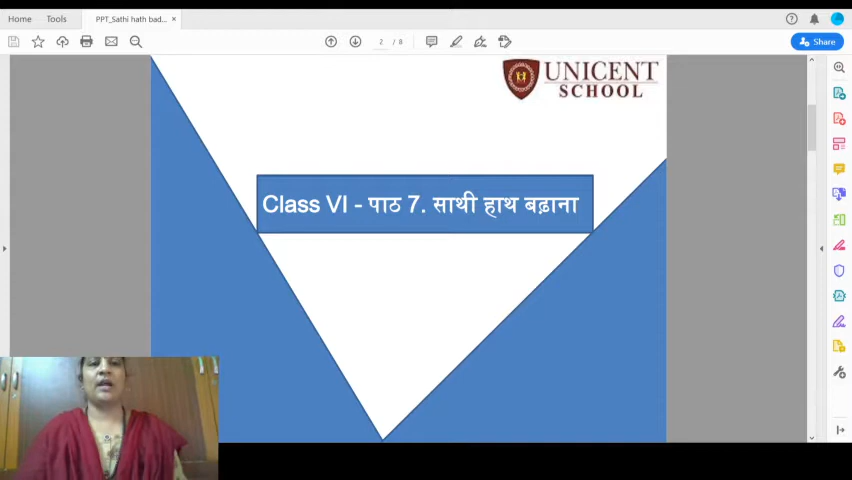 Home
Tools
PPT_Sathi hath bad... ×
2 / 8
Share
UNICENT
SCHOOL
Class VI - पाठ 7. साथी हाथ बढ़ाना